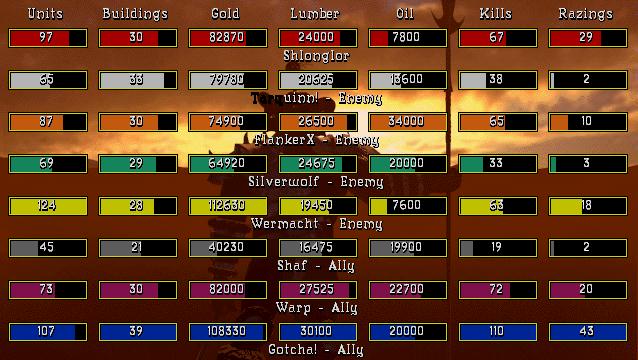 Units Buildings Gold Lumber Oil Kills Razings
97 30 82870 24000 7800 67 29
Shlonglor
65 33 79780 20625 13600 38 2
Tarquinn! - Enemy
87 30 74900 26500 34000 65 10
FlankerX - Enemy
69 29 64920 24675 20000 33 3
Silverwolf - Enemy
124 28 112630 19450 7600 63 18
Wermacht - Enemy
45 21 40230 16475 19900 19 2
Shaf - Ally
73 30 82000 27525 22700 72 20
Warp - Ally
107 39 108330 30100 20000 110 43
Gotcha! - Ally